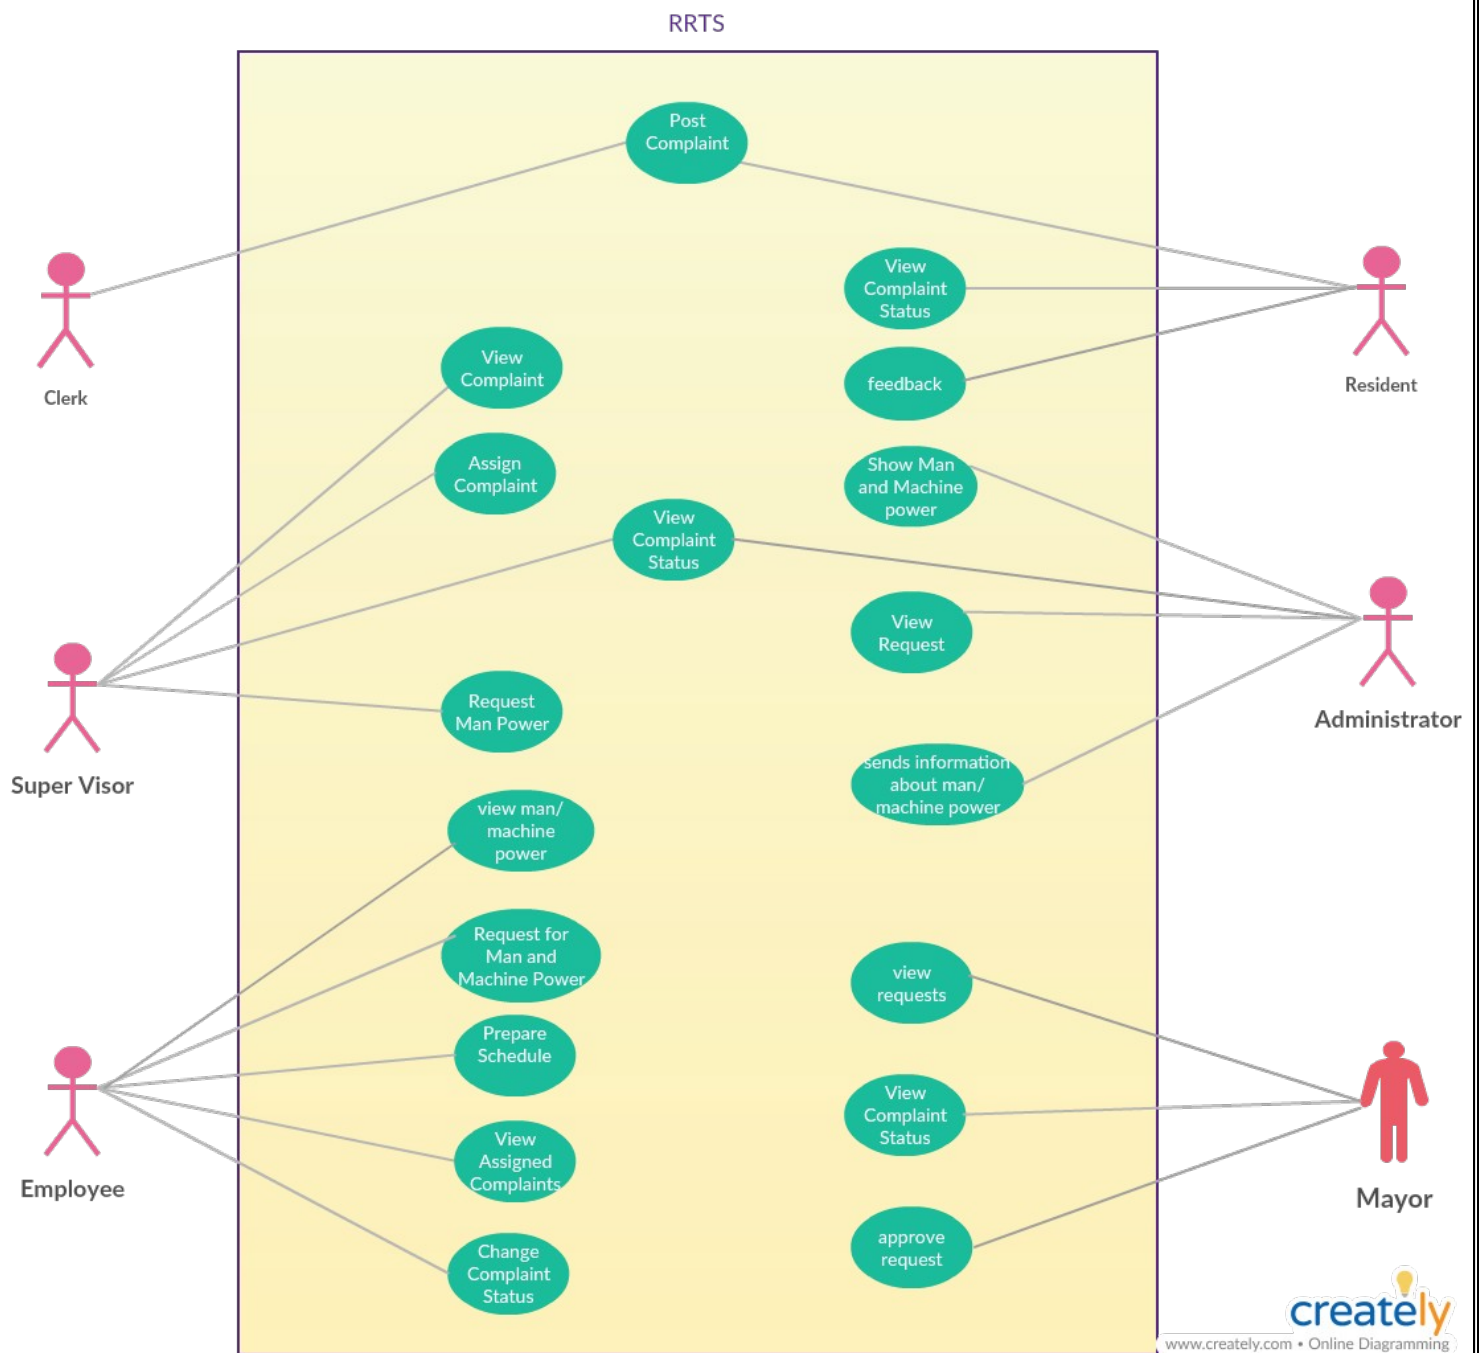 RRTS
Post
Complaint
View
Complaint
Status
Clerk
View
Complaint
feedback
Resident
Assign
Complaint
Show Man
and Machine
power
View
Complaint
Status
View
Request
Request
Man Power
Administrator
Super Visor
sends information
about man/
machine power
view man/
machine
power
Request for
Man and
Machine Power
view
requests
Prepare
Schedule
View
Complaint
Status
View
Assigned
Complaints
Employee
Mayor
approve
request
Change
Complaint
Status
creately
www.creately.com • Online Diagramming